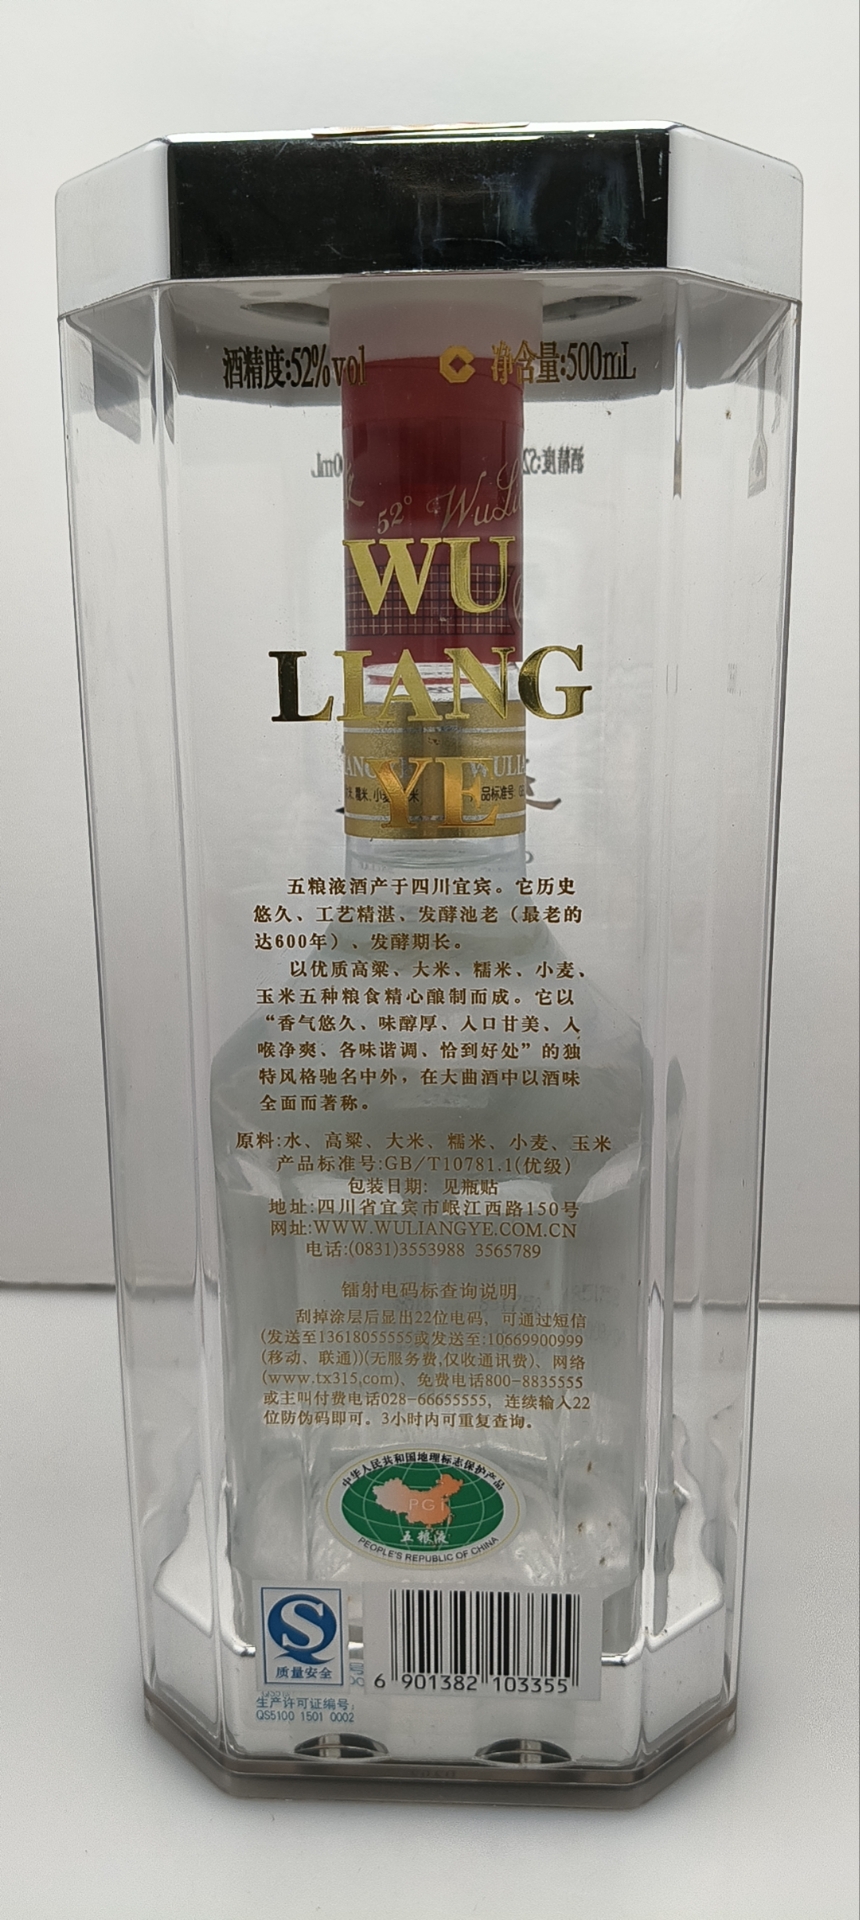 酒精度:52%vol 净含量:500mL
52° WuLi
WU
LIANG
YE
五粮液酒产于四川宜宾。它历史
悠久、工艺精湛、发酵池老（最老的
达600年）、发酵期长。
以优质高粱、大米、糯米、小麦、
玉米五种粮食精心酿制而成。它以
“香气悠久、味醇厚、入口甘美、入
喉净爽、各味谐调、恰到好处”的独
特风格驰名中外，在大曲酒中以酒味
全面而著称。
原料:水、高粱、大米、糯米、小麦、玉米
产品标准号:GB/T10781.1(优级)
包装日期: 见瓶贴
地址:四川省宜宾市岷江西路150号
网址:WWW.WULIANGYE.COM.CN
电话:(0831)3553988 3565789
镭射电码标查询说明
刮掉涂层后显出22位电码, 可通过短信
(发送至13618055555或发送至:10669900999
(移动、联通))(无服务费,仅收通讯费)、网络
(www.tx315.com)、免费电话800-8835555
或主叫付费电话028-66655555, 连续输入22
位防伪码即可。3小时内可重复查询。
中华人民共和国地理标志保护产品
PGI
五粮液
PEOPLE'S REPUBLIC OF CHINA
质量安全
6 901382 103355
生产许可证编号:
QS5100 1501 0002